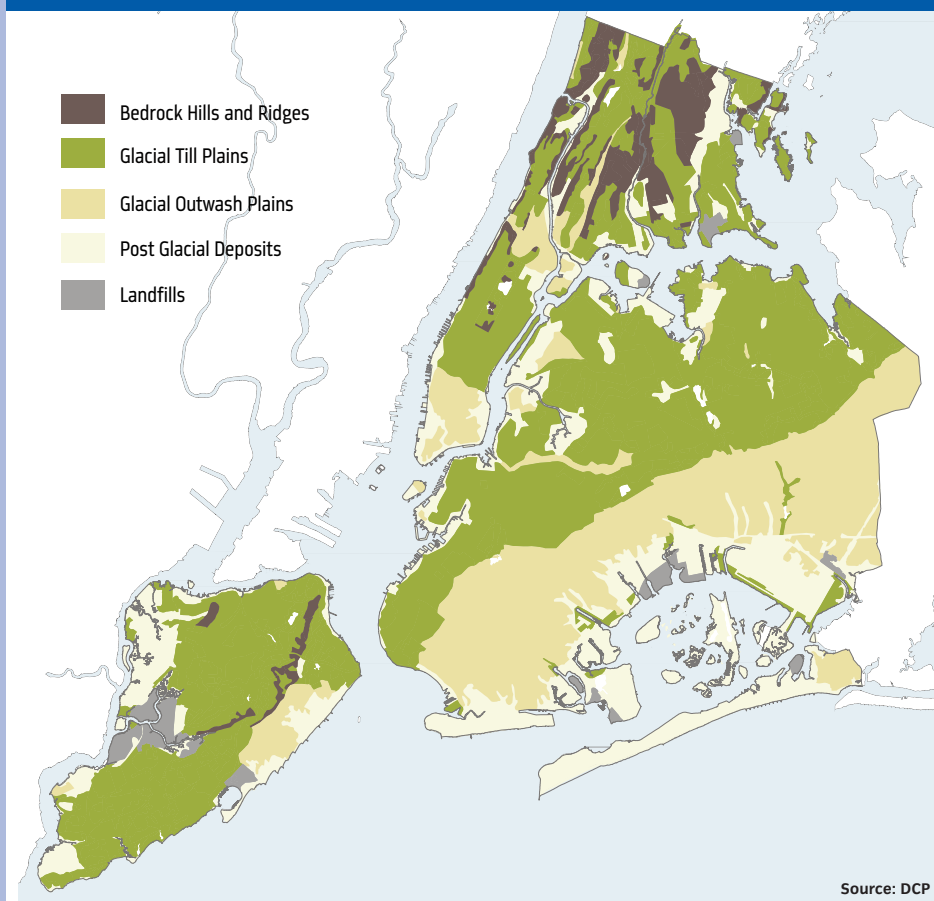 Bedrock Hills and Ridges
Glacial Till Plains
Glacial Outwash Plains
Post Glacial Deposits
Landfills
Source: DCP